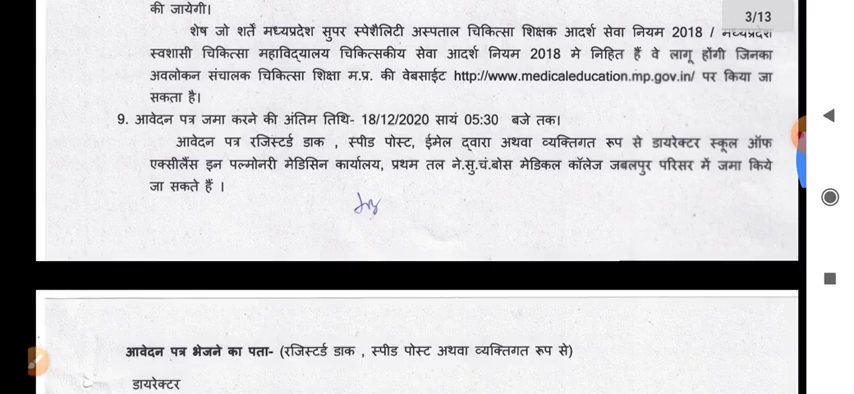 की जायेगी।
3/13
शेष जो शर्तें मध्यप्रदेश सुपर स्पेशैलिटी अस्पताल चिकित्सा शिक्षक आदर्श सेवा नियम 2018 / मध्यप्रदेश
स्वशासी चिकित्सा महाविद्यालय चिकित्सकीय सेवा आदर्श नियम 2018 मे निहित हैं वे लागू होंगी जिनका
अवलोकन संचालक चिकित्सा शिक्षा म.प्र. की वेबसाईट http://www.medicaleducation.mp.gov.in/ पर किया जा
सकता है।
9. आवेदन पत्र जमा करने की अंतिम तिथि- 18/12/2020 सायं 05:30 बजे तक।
आवेदन पत्र रजिस्टर्ड डाक , स्पीड पोस्ट, ईमेल द्वारा अथवा व्यक्तिगत रूप से डायरेक्टर स्कूल ऑफ
एक्सीलैंस इन पल्मोनरी मेडिसिन कार्यालय, प्रथम तल ने.सु.चं.बोस मेडिकल कॉलेज जबलपुर परिसर में जमा किये
जा सकते हैं ।
आवेदन पत्र भेजने का पता- (रजिस्टर्ड डाक , स्पीड पोस्ट अथवा व्यक्तिगत रूप से)
डायरेक्टर